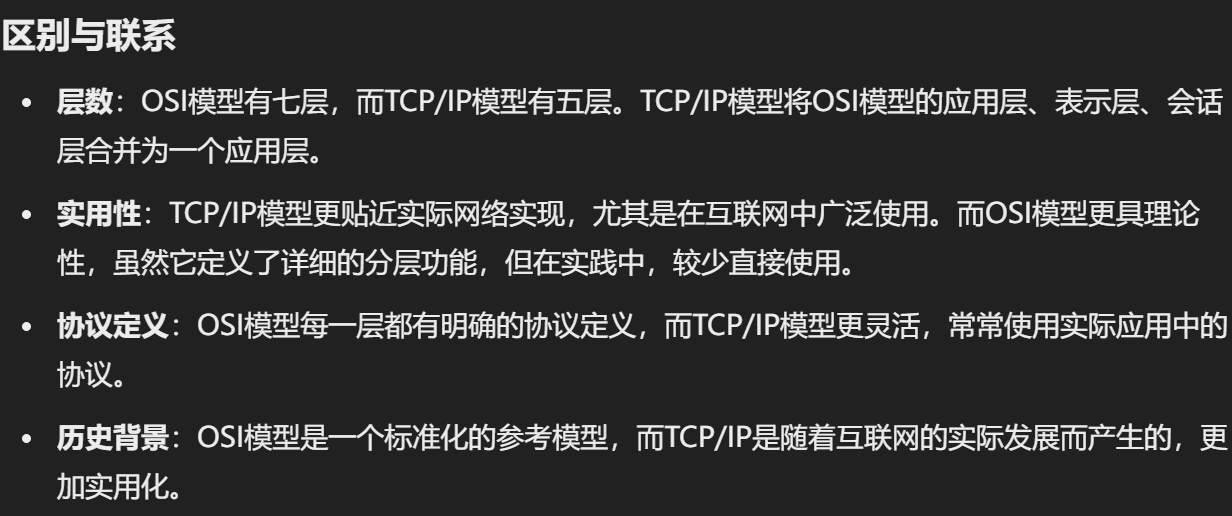 区别与联系
• 层数：OSI模型有七层，而TCP/IP模型有五层。TCP/IP模型将OSI模型的应用层、表示层、会话
层合并为一个应用层。
• 实用性：TCP/IP模型更贴近实际网络实现，尤其是在互联网中广泛使用。而OSI模型更具理论
性，虽然它定义了详细的分层功能，但在实践中，较少直接使用。
• 协议定义：OSI模型每一层都有明确的协议定义，而TCP/IP模型更灵活，常常使用实际应用中的
协议。
• 历史背景：OSI模型是一个标准化的参考模型，而TCP/IP是随着互联网的实际发展而产生的，更
加实用化。